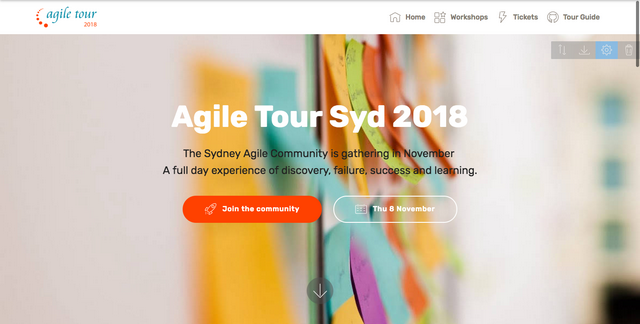 agile tour
2018
Home
Workshops
Tickets
Tour Guide
Agile Tour Syd 2018
The Sydney Agile Community is gathering in November
A full day experience of discovery, failure, success and learning.
Join the community
Thu 8 November